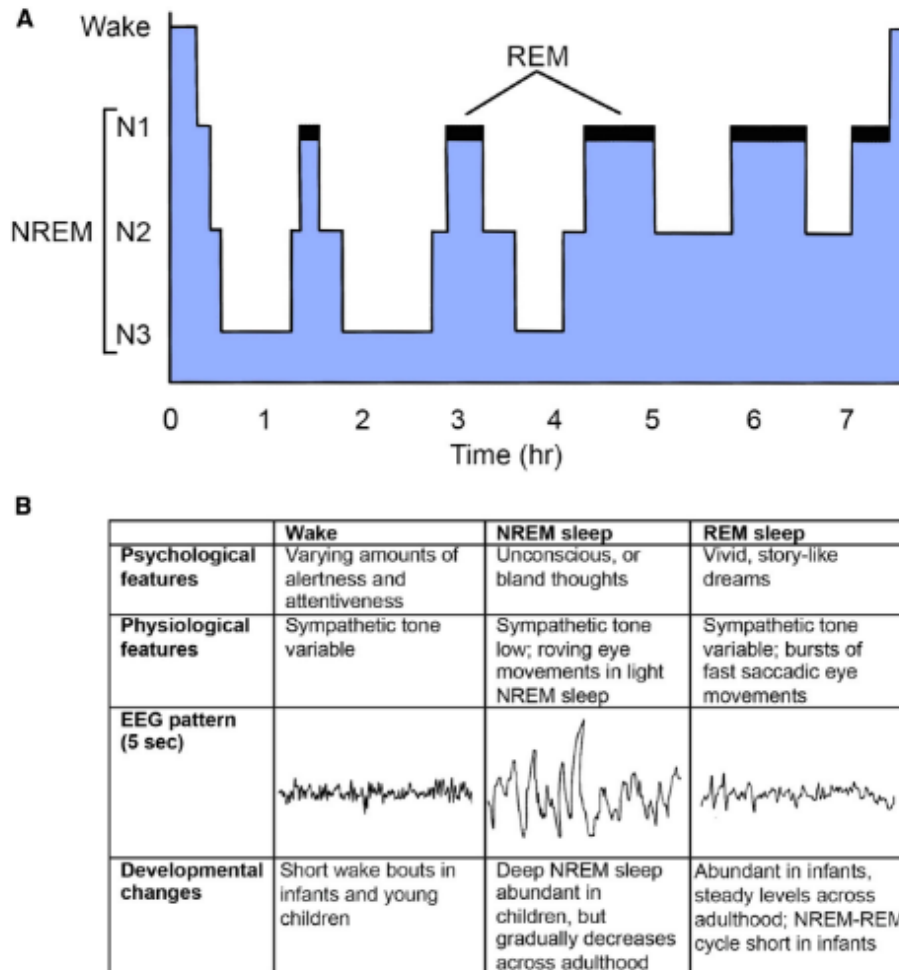 A
Wake
REM
N1
NREM
N2
N3
0 1 2 3 4 5 6 7
Time (hr)
B
Wake NREM sleep REM sleep
Psychological features
Varying amounts of
alertness and
attentiveness
Unconscious, or
bland thoughts
Vivid, story-like
dreams
Physiological
features
Sympathetic tone
variable
Sympathetic tone
low; roving eye
movements in light
NREM sleep
Sympathetic tone
variable; bursts of
fast saccadic eye
movements
EEG pattern
(5 sec)
Developmental
changes
Short wake bouts in
infants and young
children
Deep NREM sleep
abundant in
children, but
gradually decreases
across adulthood
Abundant in infants,
steady levels across
adulthood; NREM-REM
cycle short in infants